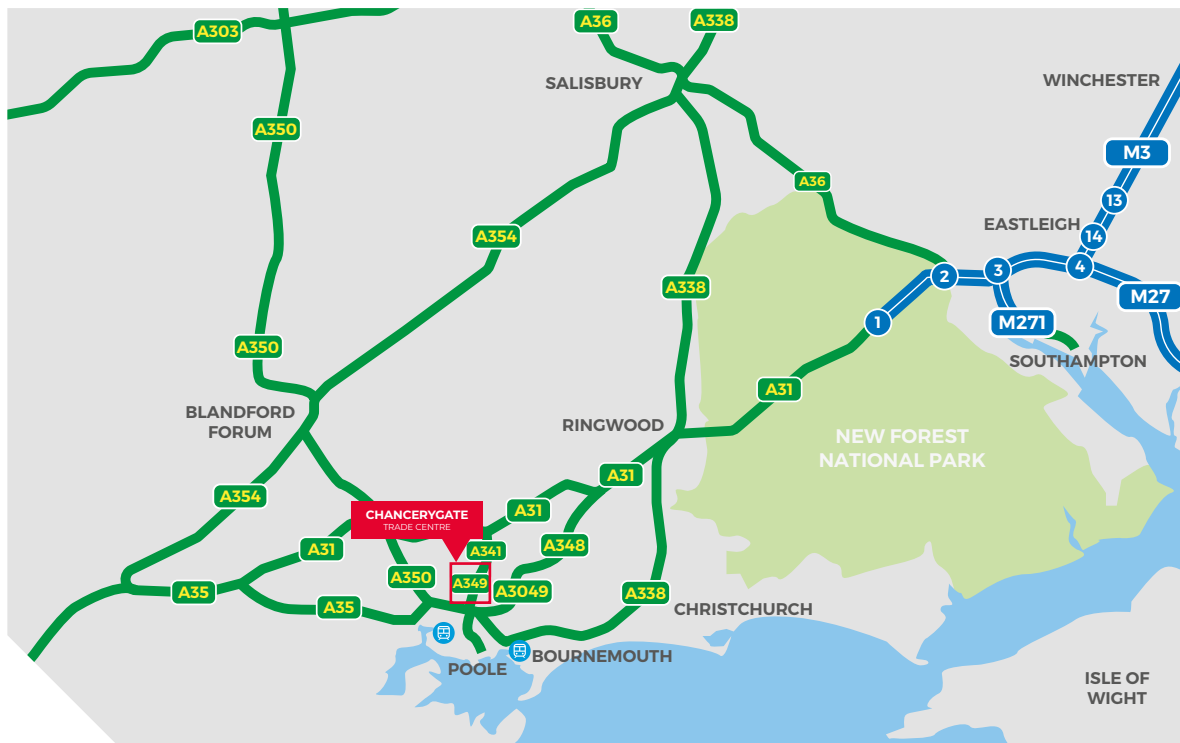 A36
A338
A303
SALISBURY
WINCHESTER
A350
M3
A36
13
EASTLEIGH
14
A354
4
3
2
A338
M27
1
M271
A350
SOUTHAMPTON
A31
BLANDFORD
FORUM
RINGWOOD
NEW FOREST
NATIONAL PARK
A31
A354
A31
CHANCERYGATE
TRADE CENTRE
A348
A31
A341
A350
A349
A35
A3049
A338
A35
CHRISTCHURCH
BOURNEMOUTH
POOLE
ISLE OF
WIGHT